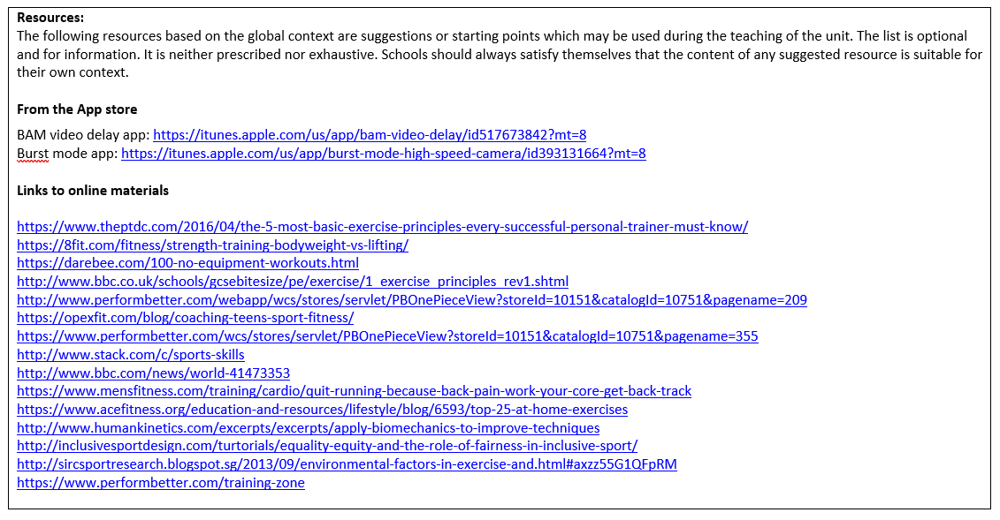 Resources:
The following resources based on the global context are suggestions or starting points which may be used during the teaching of the unit. The list is optional
and for information. It is neither prescribed nor exhaustive. Schools should always satisfy themselves that the content of any suggested resource is suitable for
their own context.
From the App store
BAM video delay app: https://itunes.apple.com/us/app/bam-video-delay/id517673842?mt=8
Burst mode app: https://itunes.apple.com/us/app/burst-mode-high-speed-camera/id393131664?mt=8
Links to online materials
https://www.theptdc.com/2016/04/the-5-most-basic-exercise-principles-every-successful-personal-trainer-must-know/
https://8fit.com/fitness/strength-training-bodyweight-vs-lifting/
https://darebee.com/100-no-equipment-workouts.html
http://www.bbc.co.uk/schools/gcsebitesize/pe/exercise/1_exercise_principles_rev1.shtml
http://www.performbetter.com/webapp/wcs/stores/servlet/PBOnePieceView?storeId=10151&catalogId=10751&pagename=209
https://opexfit.com/blog/coaching-teens-sport-fitness/
https://www.performbetter.com/wcs/stores/servlet/PBOnePieceView?storeId=10151&catalogId=10751&pagename=355
http://www.stack.com/c/sports-skills
http://www.bbc.com/news/world-41473353
https://www.mensfitness.com/training/cardio/quit-running-because-back-pain-work-your-core-get-back-track
https://www.acefitness.org/education-and-resources/lifestyle/blog/6593/top-25-at-home-exercises
http://www.humankinetics.com/excerpts/excerpts/apply-biomechanics-to-improve-techniques
http://inclusivesportdesign.com/turtorials/equality-equity-and-the-role-of-fairness-in-inclusive-sport/
http://sircsportresearch.blogspot.sg/2013/09/environmental-factors-in-exercise-and.html#axzz55G1QFpRM
https://www.performbetter.com/training-zone